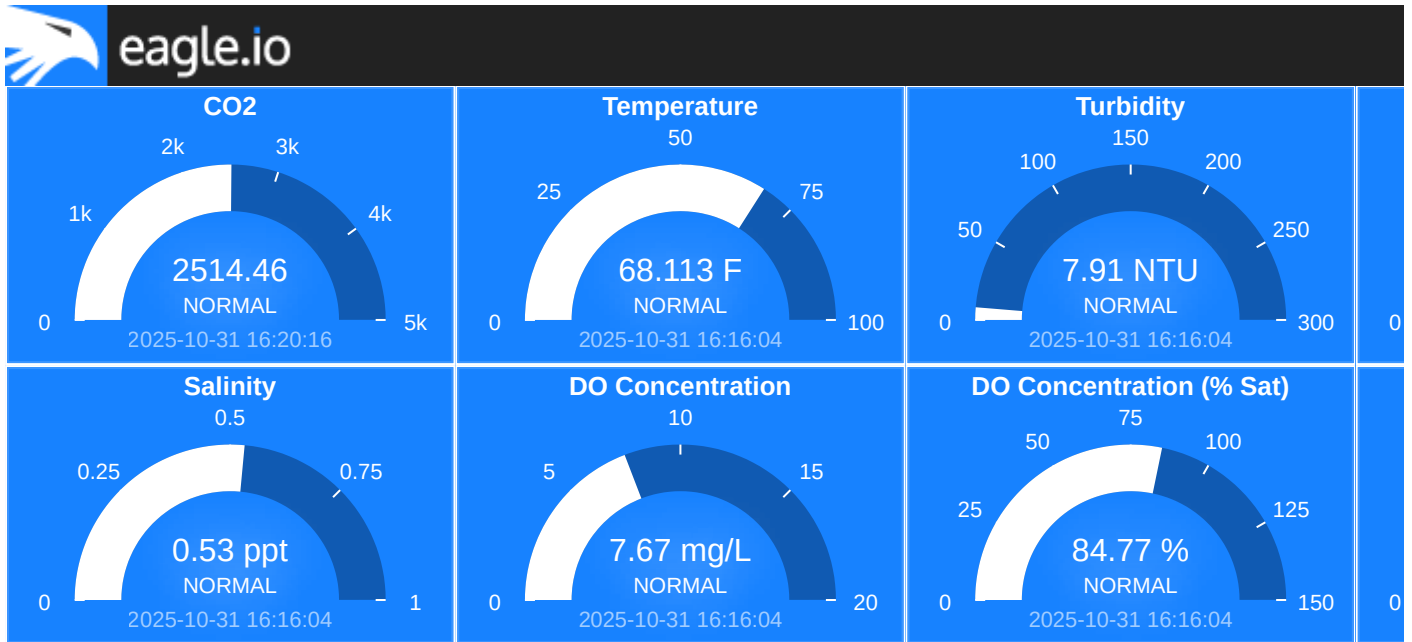 eagle.io
CO2
2k 3k
1k 4k
2514.46
NORMAL
0 5k
2025-10-31 16:20:16
Temperature
50
25 75
68.113 F
NORMAL
0 100
2025-10-31 16:16:04
Turbidity
150
100 200
50 250
7.91 NTU
NORMAL
0 300
2025-10-31 16:16:04
0
Salinity
0.5
0.25 0.75
0.53 ppt
NORMAL
0 1
2025-10-31 16:16:04
DO Concentration
10
5 15
7.67 mg/L
NORMAL
0 20
2025-10-31 16:16:04
DO Concentration (% Sat)
75
50 100
25 125
84.77 %
NORMAL
0 150
2025-10-31 16:16:04
0